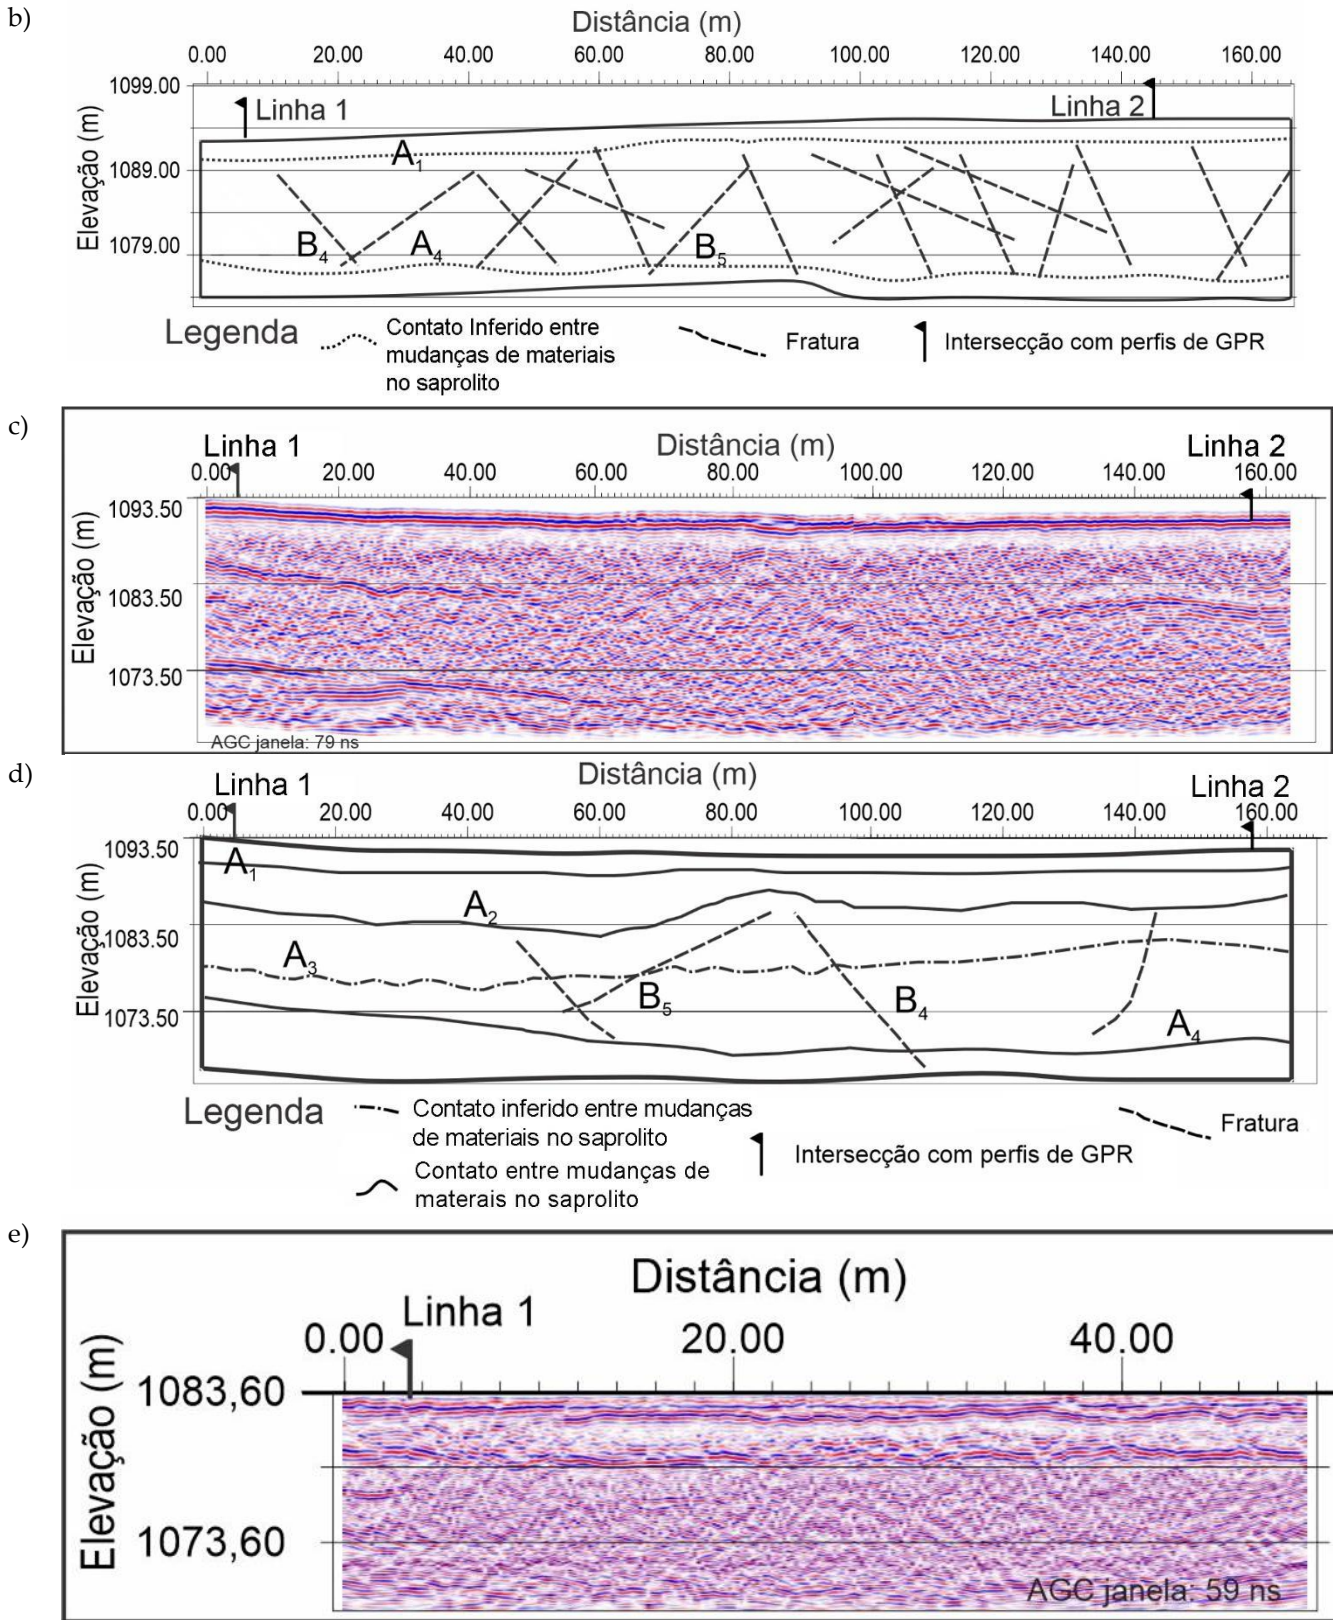 b)
Distância (m)
0.00 20.00 40.00 60.00 80.00 100.00 120.00 140.00 160.00
1099.00
Linha 1
Linha 2
A1
1089.00
Elevação (m)
B4
A4
B5
1079.00
Legenda
Contato Inferido entre
mudanças de materiais
no saprolito
Fratura
Intersecção com perfis de GPR
c)
Linha 1
Distância (m)
Linha 2
0.00 20.00 40.00 60.00 80.00 100.00 120.00 140.00 160.00
1093.50
Elevação (m)
1083.50
1073.50
AGC janela: 79 ns
d)
Linha 1
Distância (m)
Linha 2
0.00 20.00 40.00 60.00 80.00 100.00 120.00 140.00 160.00
1093.50
A1
A2
Elevação (m)
1083.50
A3
B5
B4
1073.50
A4
Legenda
Contato inferido entre mudanças
de materiais no saprolito
Fratura
Intersecção com perfis de GPR
Contato entre mudanças de
materais no saprolito
e)
Distância (m)
Linha 1
0.00 20.00 40.00
1083,60
Elevação (m)
1073,60
AGC janela: 59 ns